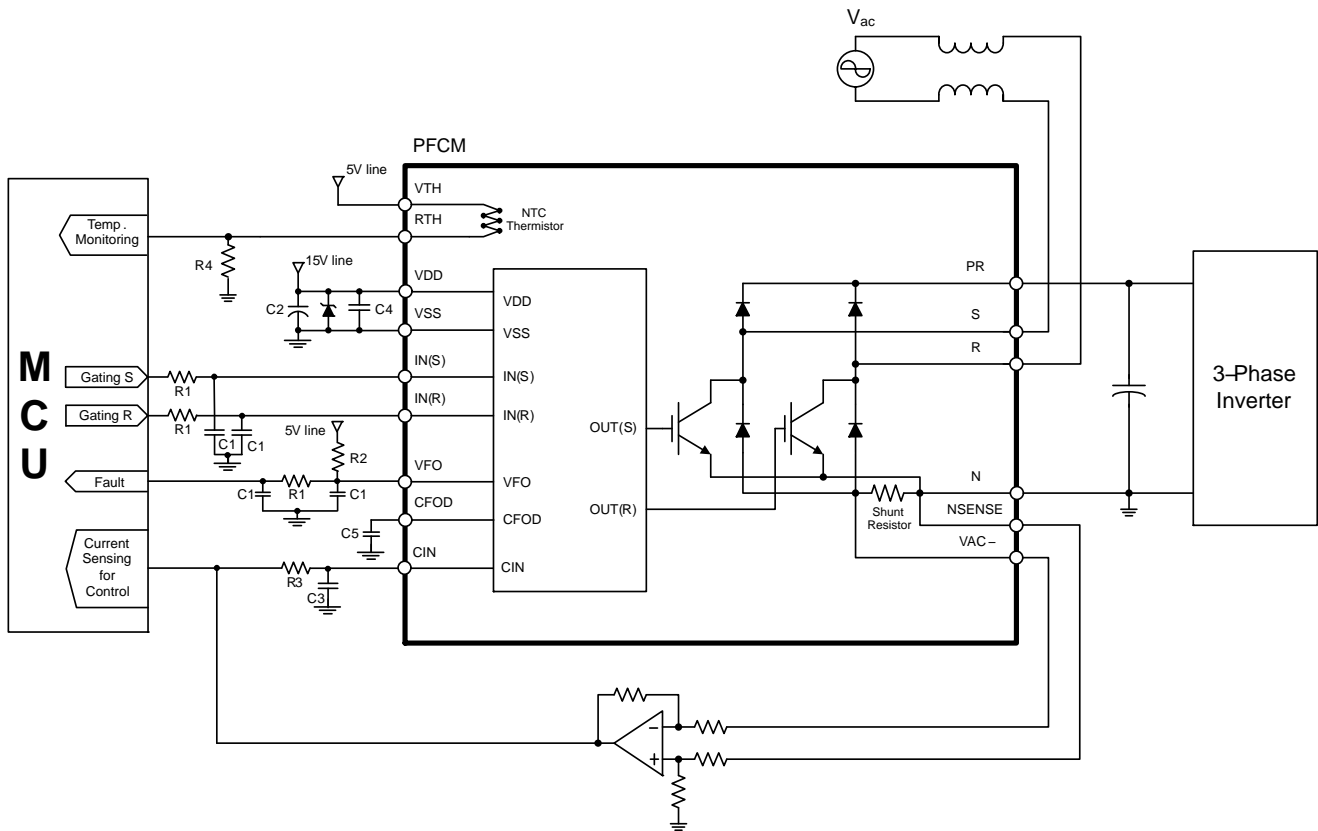 Vac
PFCM
5V line
VTH
RTH
NTC
Thermistor
Temp.
Monitoring
R4
15V line
C2
C4
VDD
VSS
VDD
VSS
PR
S
R
MCU
Gating S
Gating R
R1
R1
C1
C1
IN(S)
IN(R)
IN(S)
IN(R)
OUT(S)
OUT(R)
3–Phase
Inverter
5V line
R2
Fault
C1
R1
C1
VFO
VFO
CFOD
CFOD
C5
Shunt
Resistor
N
NSENSE
VAC–
Current
Sensing
for
Control
R3
C3
CIN
CIN
–
+